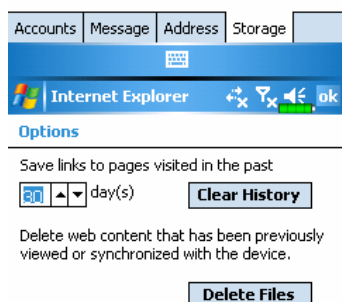 Accounts Message Address Storage
Internet Explorer ok
Options
Save links to pages visited in the past
30 day(s) Clear History
Delete web content that has been previously
viewed or synchronized with the device.
Delete Files